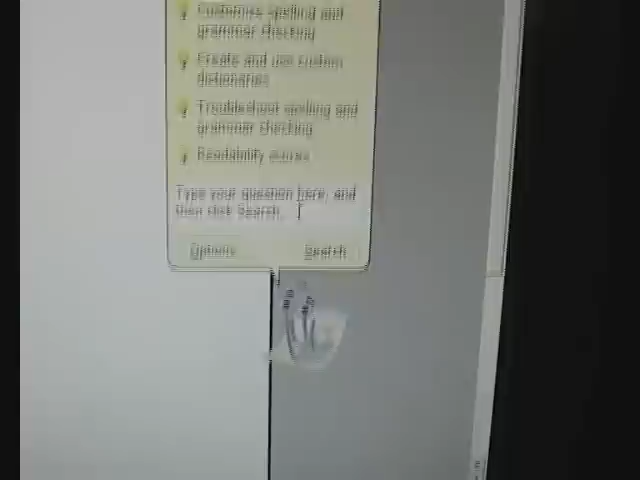 Customize spelling and
grammar checking
Create and use custom
dictionaries
Troubleshoot spelling and
grammar checking
Readability scores
Type your question here, and
then click Search.
Options Search